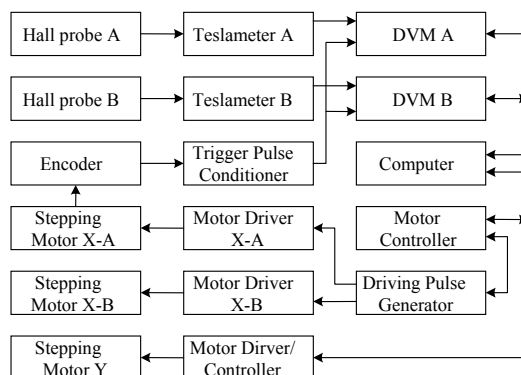 Hall probe A
Teslameter A
DVM A
Hall probe B
Teslameter B
DVM B
Encoder
Trigger Pulse
Conditioner
Computer
Stepping
Motor X-A
Motor Driver
X-A
Motor
Controller
Stepping
Motor X-B
Motor Driver
X-B
Driving Pulse
Generator
Stepping
Motor Y
Motor Dirver/
Controller